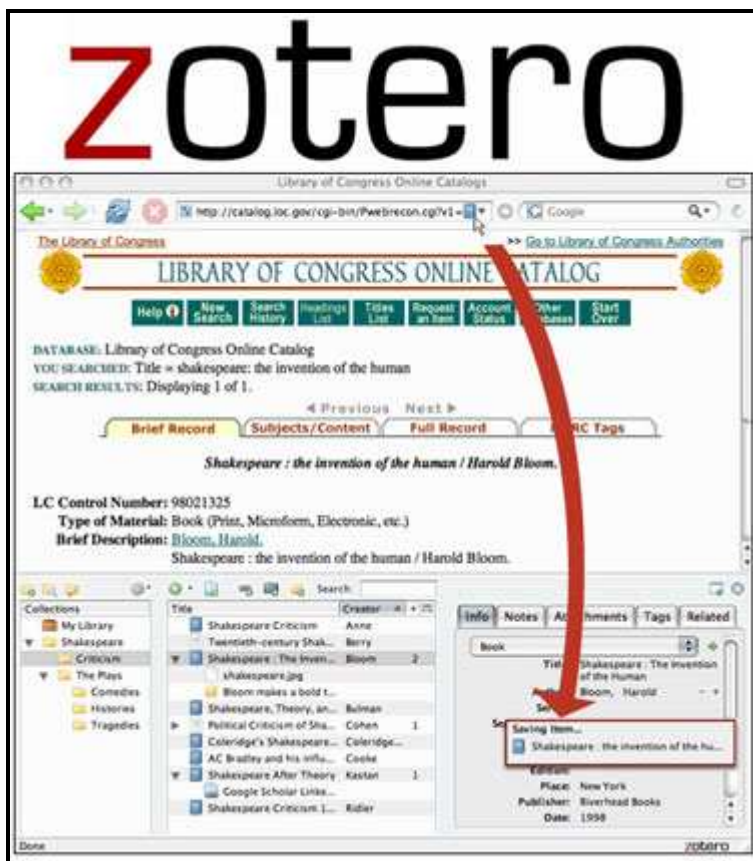 zotero
Library of Congress Online Catalogs
http://catalog.loc.gov/cgi-bin/Pwebrecon.cgi?v1=
Google
The Library of Congress
>> Go to Library of Congress Authorities
LIBRARY OF CONGRESS ONLINE CATALOG
Help
New Search
Search History
Headings List
Titles List
Request an Item
Account Status
Other
Start Over
DATABASE: Library of Congress Online Catalog
YOU SEARCHED: Title = shakespeare: the invention of the human
SEARCH RESULTS: Displaying 1 of 1.
Previous Next
Brief Record
Subjects/Content
Full Record
RC Tags
Shakespeare : the invention of the human / Harold Bloom.
LC Control Number: 98021325
Type of Material: Book (Print, Microform, Electronic, etc.)
Brief Description: Bloom, Harold.
Shakespeare : the invention of the human / Harold Bloom.
Search
Collections
My Library
Shakespeare
Criticism
The Plays
Comedies
Histories
Tragedies
Title Creator
Shakespeare Criticism Anne
Twentieth-century Shak... Berry
Shakespeare : The Inven... Bloom 2
shakespeare.jpg
Bloom makes a bold t...
Shakespeare, Theory, an... Bulman
Political Criticism of Sha... Cohen 1
Coleridge's Shakespeare... Coleridge...
AC Bradley and his influ... Cooke
Shakespeare After Theory Kastan 1
Google Scholar Linke...
Shakespeare Criticism 1... Ridler
Info
Notes
Tags
Related
Book
Shakespeare : The Invention
of the Human
Bloom, Harold
Saving Item...
Shakespeare : the invention of the hu...
Edition:
Place: New York
Publisher: Riverhead Books
Date: 1998
Done
zotero